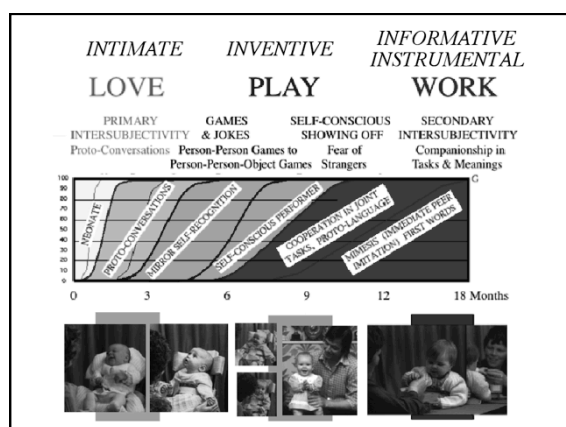 INTIMATE INVENTIVE INFORMATIVE
INSTRUMENTAL
LOVE PLAY WORK
PRIMARY GAMES SELF-CONSCIOUS SECONDARY
INTERSUBJECTIVITY & JOKES SHOWING OFF INTERSUBJECTIVITY
Proto-Conversations Person-Person Games to Fear of Companionship in
Person-Person-Object Games Strangers Tasks & Meanings
100
90
80
70
60
50
40
30
20
10
0
G
NEONATE
PROTO-CONVERSATIONS
MIRROR SELF-RECOGNITION
SELF-CONSCIOUS PERFORMER
COOPERATION IN JOINT
TASKS, PROTO-LANGUAGE
MIMESIS (IMMEDIATE PEER
IMITATION) FIRST WORDS
0 3 6 9 12 18 Months